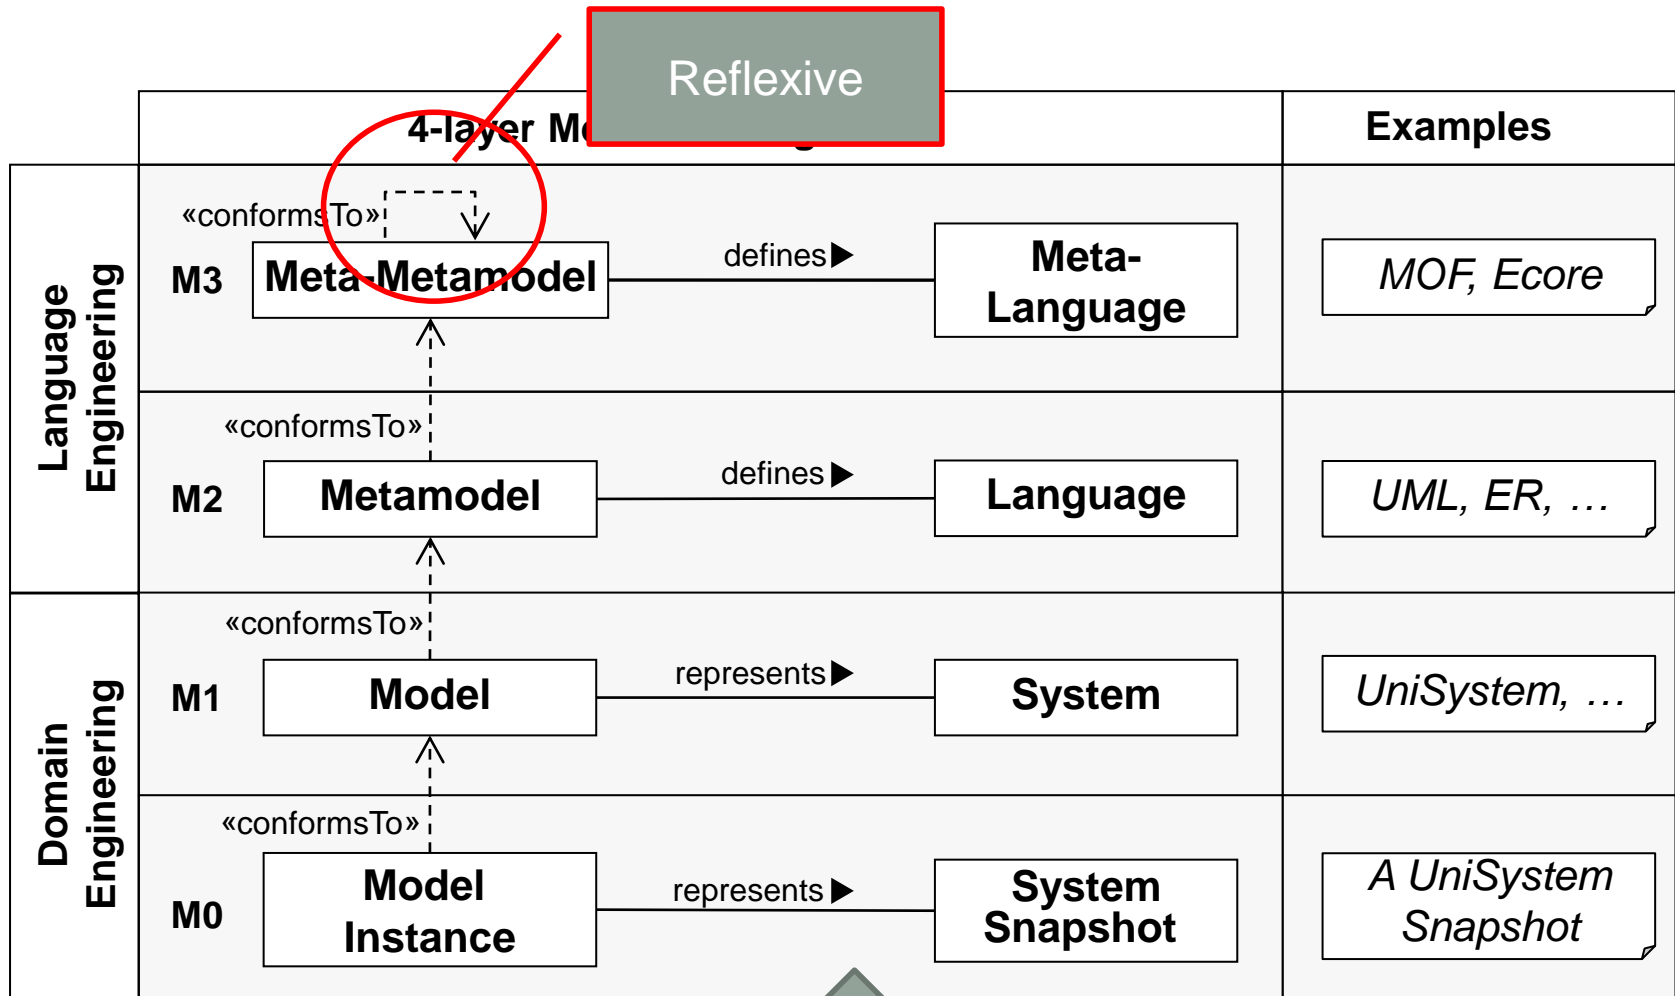 Reflexive
4-layer
Examples
Language
Engineering
«conformsTo»
M3
Meta-Metamodel
defines
Meta-
Language
MOF, Ecore
«conformsTo»
M2
Metamodel
defines
Language
UML, ER, …
Domain
Engineering
«conformsTo»
M1
Model
represents
System
UniSystem, …
«conformsTo»
M0
Model
Instance
represents
System
Snapshot
A UniSystem
Snapshot